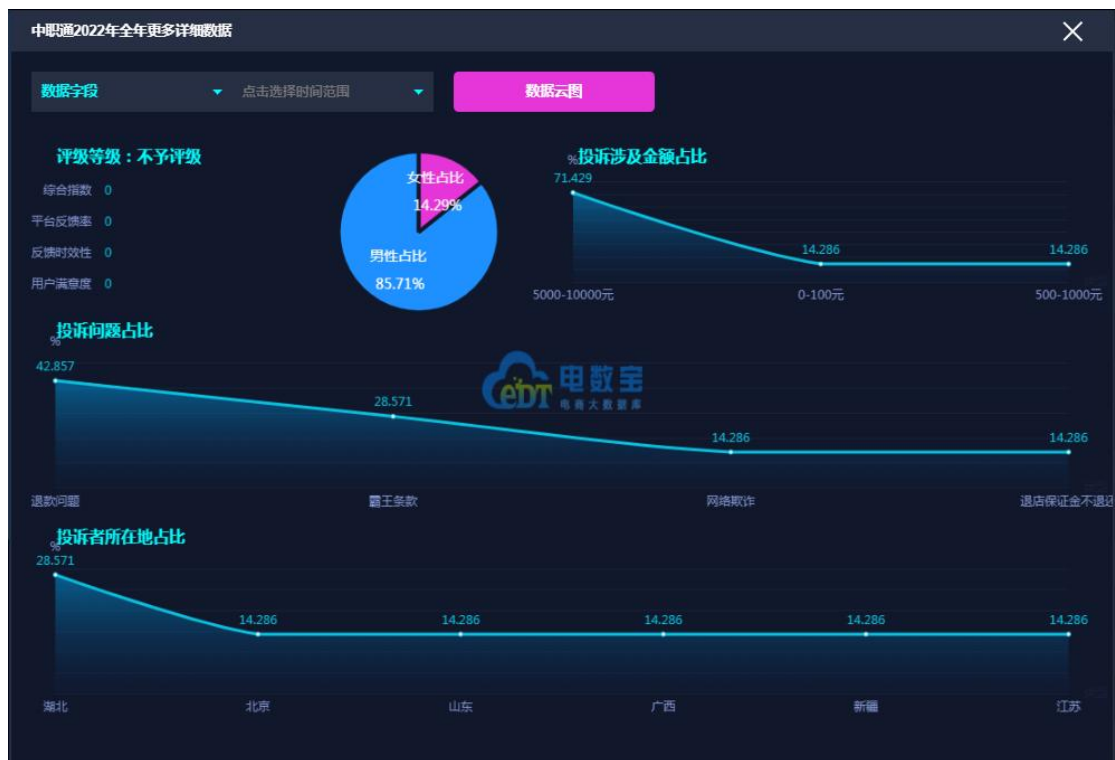 中职通2022年全年更多详细数据
数据字段
点击选择时间范围
数据云图
评级等级：不予评级
综合指数 0
平台反馈率 0
反馈时效性 0
用户满意度 0
女性占比
14.29%
男性占比
85.71%
%
投诉涉及金额占比
71.429
14.286
14.286
5000-10000元
0-100元
500-1000元
%
投诉问题占比
42.857
28.571
14.286
14.286
退款问题
霸王条款
网络欺诈
退店保证金不退还
eDT
电数宝
电商大数据库
%
投诉者所在地占比
28.571
14.286
14.286
14.286
14.286
14.286
湖北
北京
山东
广西
新疆
江苏